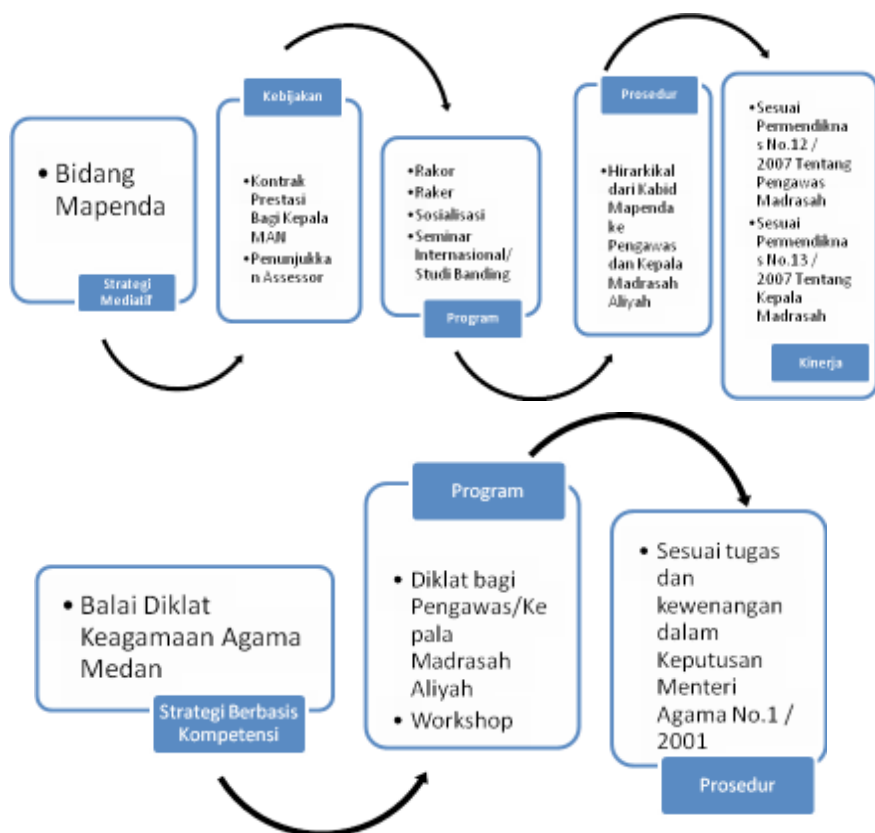 • Bidang
Mapenda
Strategi
Mediatif
Kebijakan
•Kontrak
Prestasi
Bagi Kepala
MAN
•Penunjukka
n Assessor
•Rakor
•Raker
•Sosialisasi
•Seminar
Internasional/
Studi Banding
Program
Prosedur
•Hirarkikal
dari Kabid
Mapenda
ke
Pengawas
dan Kepala
Madrasah
Aliyah
•Sesuai
Permendikna
s No.12 /
2007 Tentang
Pengawas
Madrasah
•Sesuai
Permendikna
s No.13 /
2007 Tentang
Kepala
Madrasah
Kinerja
• Balai Diklat
Keagamaan Agama
Medan
Strategi Berbasis
Kompetensi
Program
• Diklat bagi
Pengawas/Ke
pala
Madrasah
Aliyah
• Workshop
• Sesuai tugas
dan
kewenangan
dalam
Keputusan
Menteri
Agama No.1 /
2001
Prosedur